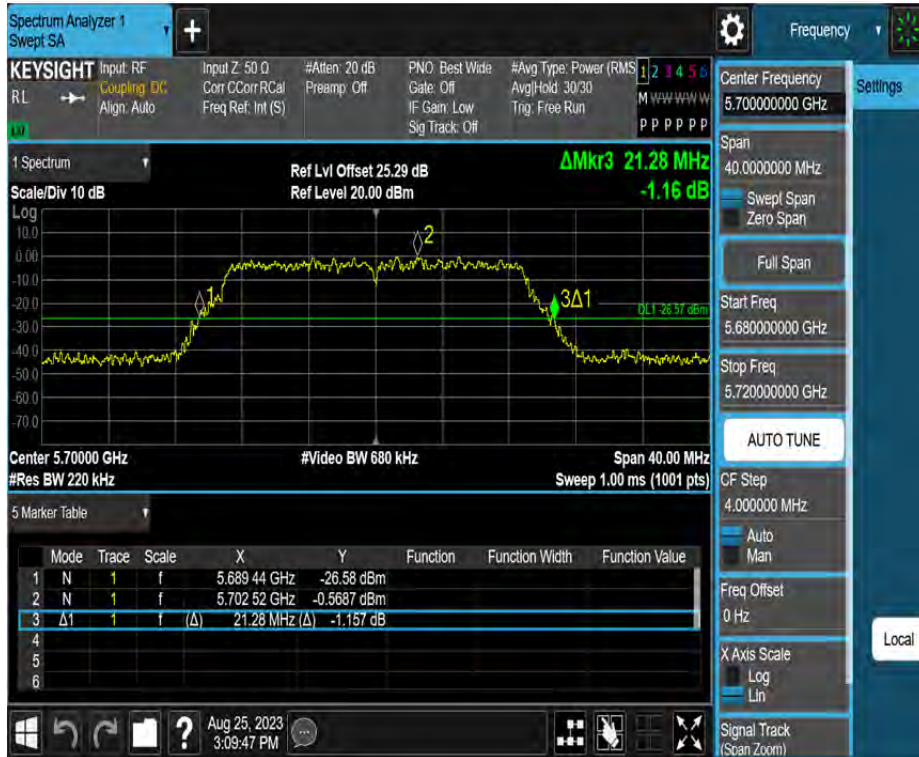 Spectrum Analyzer 1
Swept SA
Frequency
KEYSIGHT
RL
Input: RF
Coupling: DC
Align: Auto
Input Z: 50 Ω
Corr CCorr RCal
Freq Ref: Int (S)
#Atten: 20 dB
Preamp: Off
PNO: Best Wide
Gate: Off
IF Gain: Low
Sig Track: Off
#Avg Type: Power (RMS
Avg|Hold: 30/30
Trig: Free Run
1 2 3 4 5 6
M W W W W W
P P P P P P
Center Frequency
5.700000000 GHz
Settings
1 Spectrum
Scale/Div 10 dB
Ref Lvl Offset 25.29 dB
Ref Level 20.00 dBm
ΔMkr3 21.28 MHz
-1.16 dB
Span
40.0000000 MHz
Swept Span
Zero Span
Full Span
Log
10.0
0.00
-10.0
-20.0
-30.0
-40.0
-50.0
-60.0
-70.0
1
2
3Δ1
DL1 -26.57 dBm
Start Freq
5.680000000 GHz
Stop Freq
5.720000000 GHz
AUTO TUNE
Center 5.70000 GHz
#Res BW 220 kHz
#Video BW 680 kHz
Span 40.00 MHz
Sweep 1.00 ms (1001 pts)
CF Step
4.000000 MHz
Auto
Man
5 Marker Table
Mode Trace Scale X Y Function Function Width Function Value
1 N 1 f 5.689 44 GHz -26.58 dBm
2 N 1 f 5.702 52 GHz -0.5687 dBm
3 Δ1 1 f (Δ) 21.28 MHz (Δ) -1.157 dB
4
5
6
Freq Offset
0 Hz
X Axis Scale
Log
Lin
Local
Signal Track
(Span Zoom)
?
Aug 25, 2023
3:09:47 PM